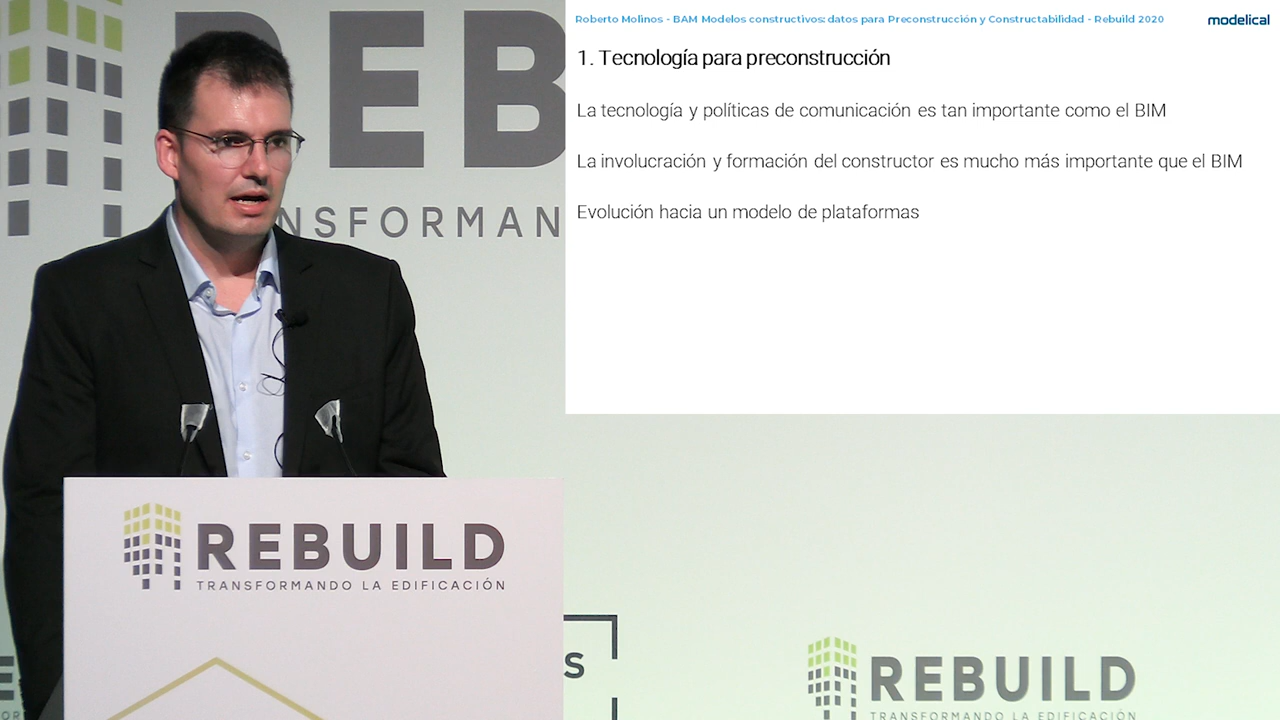 Roberto Molinos - BAM Modelos constructivos: datos para Preconstrucción y Constructabilidad - Rebuild 2020
modelical
1. Tecnología para preconstrucción
La tecnología y políticas de comunicación es tan importante como el BIM
La involucración y formación del constructor es mucho más importante que el BIM
Evolución hacia un modelo de plataformas
REB
NSFORMAN
REBUILD
TRANSFORMANDO LA EDIFICACIÓN
S
REBUILD
TRANSFORMANDO LA EDIFICACIÓN